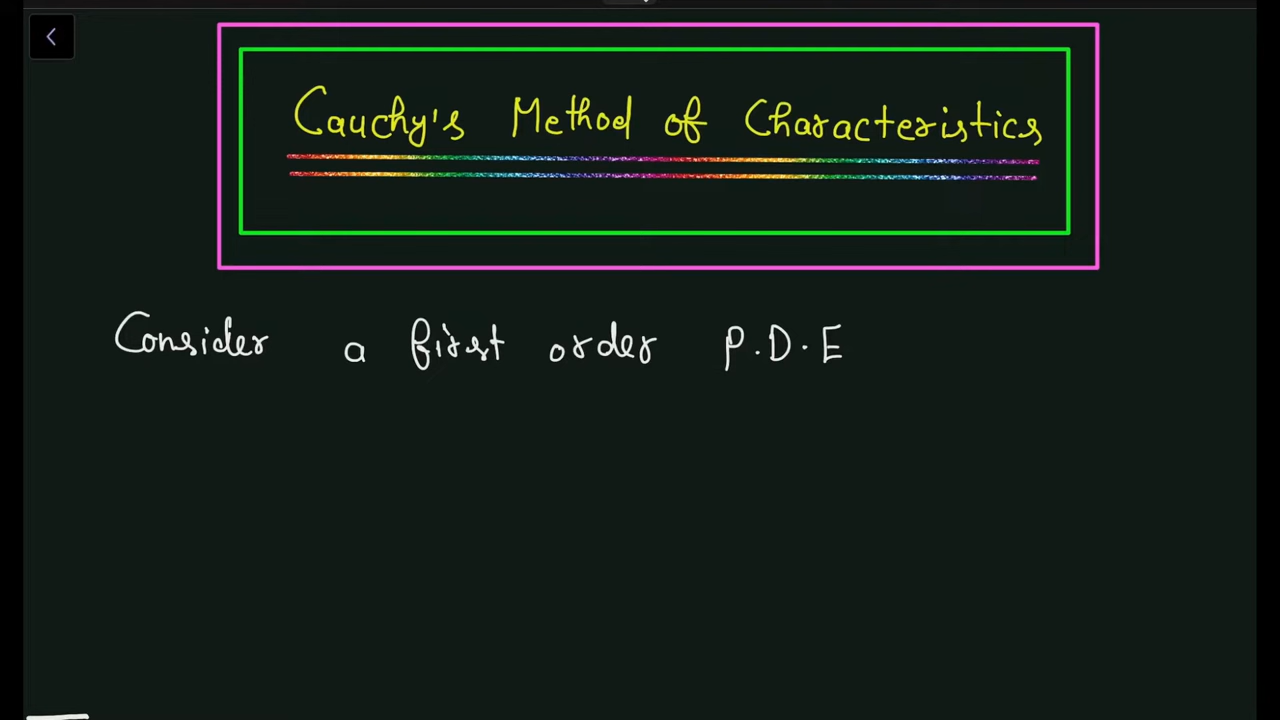 Cauchy's Method of Characteristics
Consider a first order P.D.E